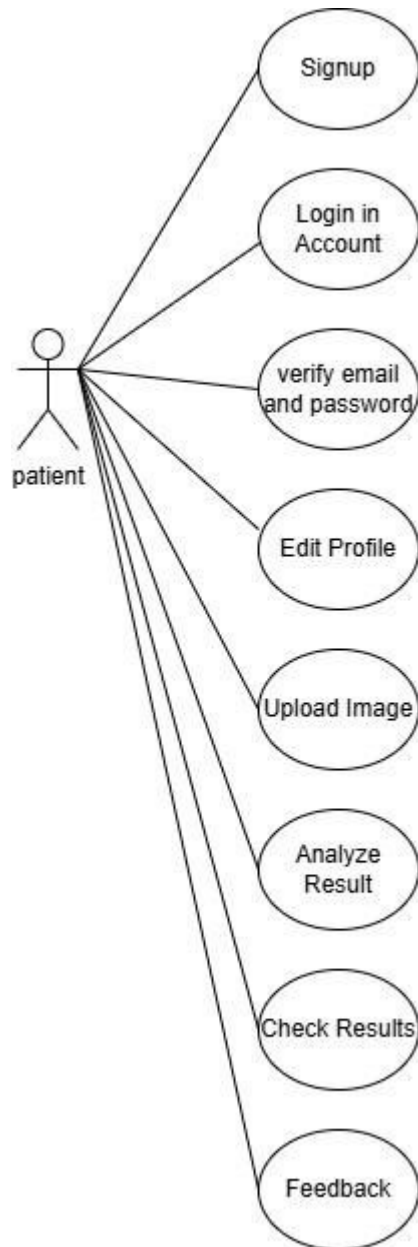 Signup
Login in
Account
verify email
and password
patient
Edit Profile
Upload Image
Analyze
Result
Check Results
Feedback